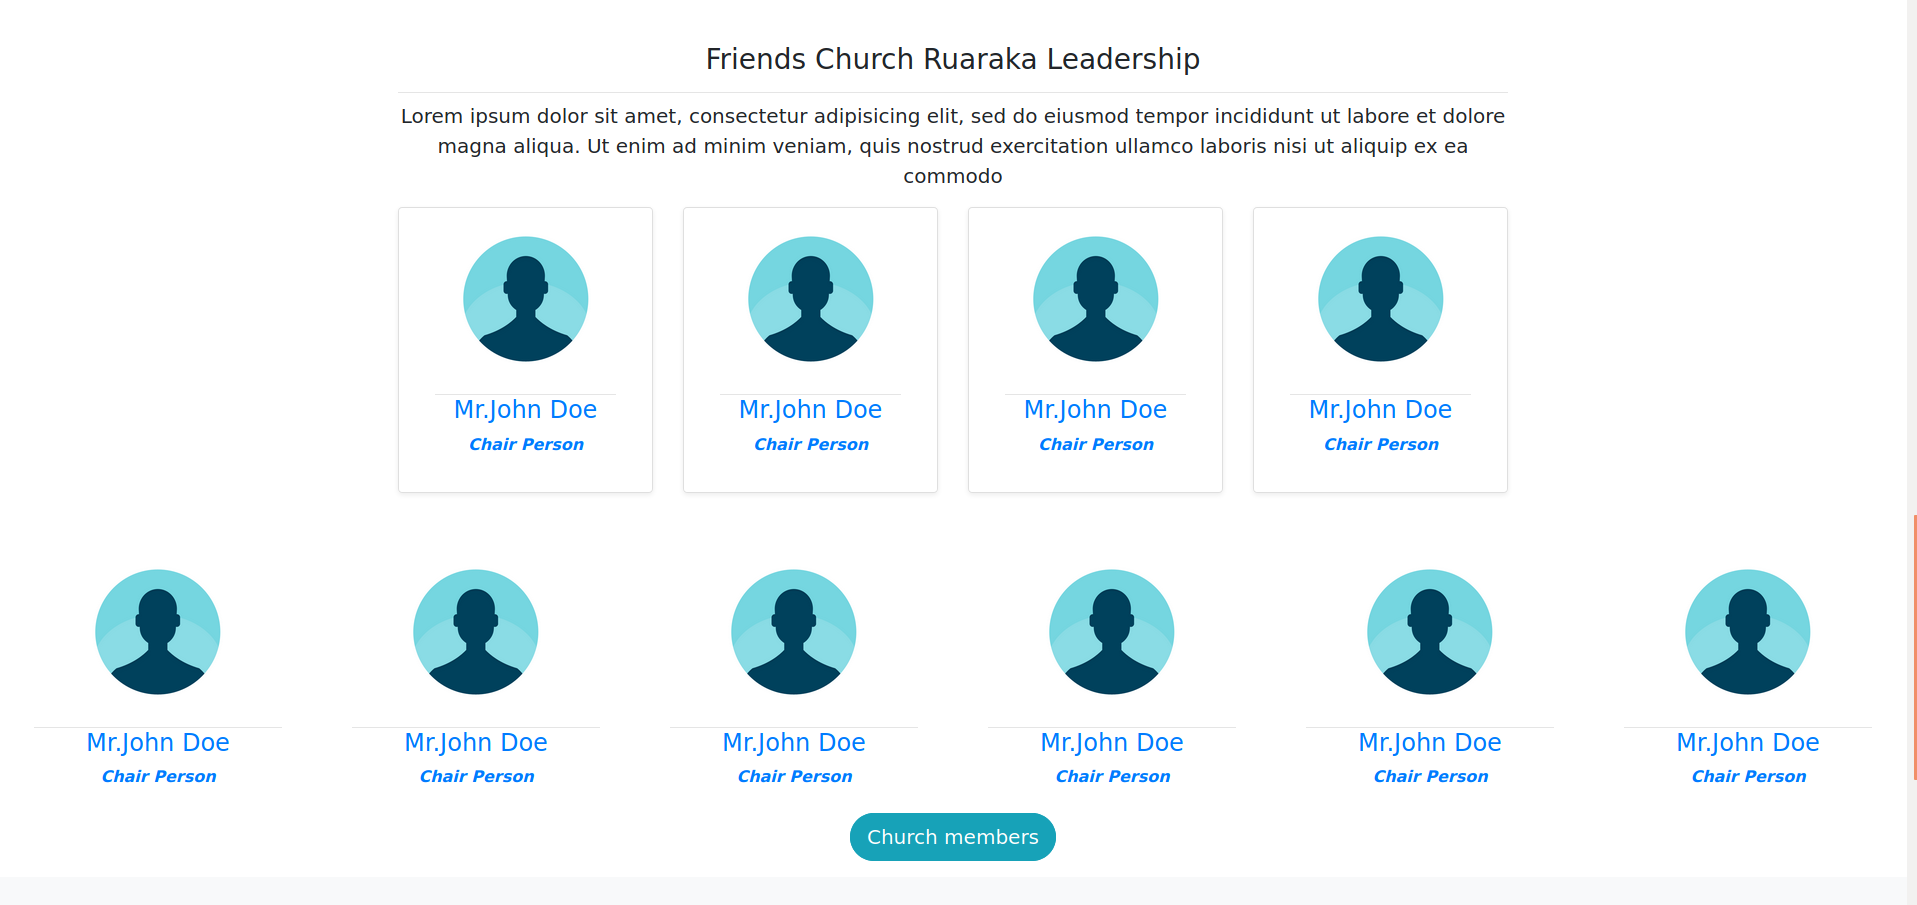 Friends Church Ruaraka Leadership
Lorem ipsum dolor sit amet, consectetur adipisicing elit, sed do eiusmod tempor incididunt ut labore et dolore
magna aliqua. Ut enim ad minim veniam, quis nostrud exercitation ullamco laboris nisi ut aliquip ex ea
commodo
Mr.John Doe
Chair Person
Mr.John Doe
Chair Person
Mr.John Doe
Chair Person
Mr.John Doe
Chair Person
Mr.John Doe
Chair Person
Mr.John Doe
Chair Person
Mr.John Doe
Chair Person
Mr.John Doe
Chair Person
Mr.John Doe
Chair Person
Mr.John Doe
Chair Person
Church members